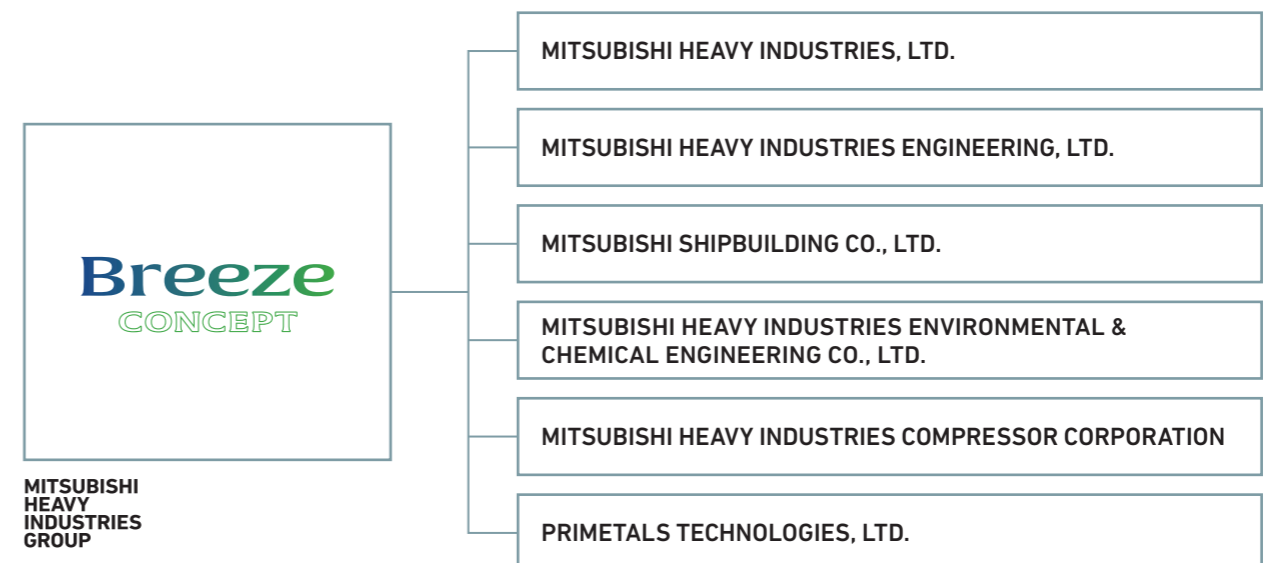 Breeze
CONCEPT
MITSUBISHI
HEAVY
INDUSTRIES
GROUP
MITSUBISHI HEAVY INDUSTRIES, LTD.
MITSUBISHI HEAVY INDUSTRIES ENGINEERING, LTD.
MITSUBISHI SHIPBUILDING CO., LTD.
MITSUBISHI HEAVY INDUSTRIES ENVIRONMENTAL &
CHEMICAL ENGINEERING CO., LTD.
MITSUBISHI HEAVY INDUSTRIES COMPRESSOR CORPORATION
PRIMETALS TECHNOLOGIES, LTD.